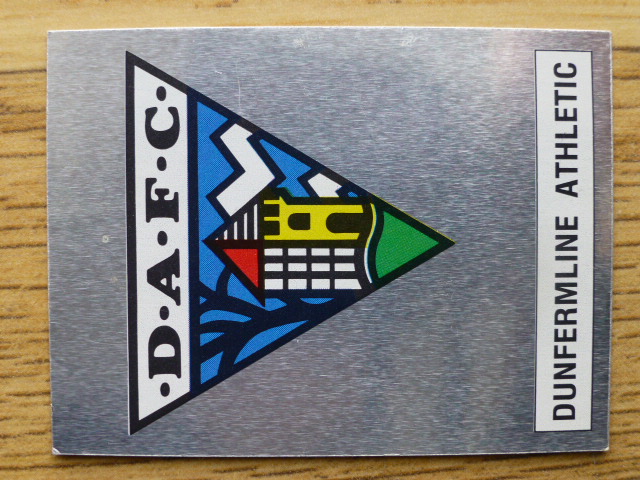 ·D·A·F·C·
DUNFERMLINE ATHLETIC